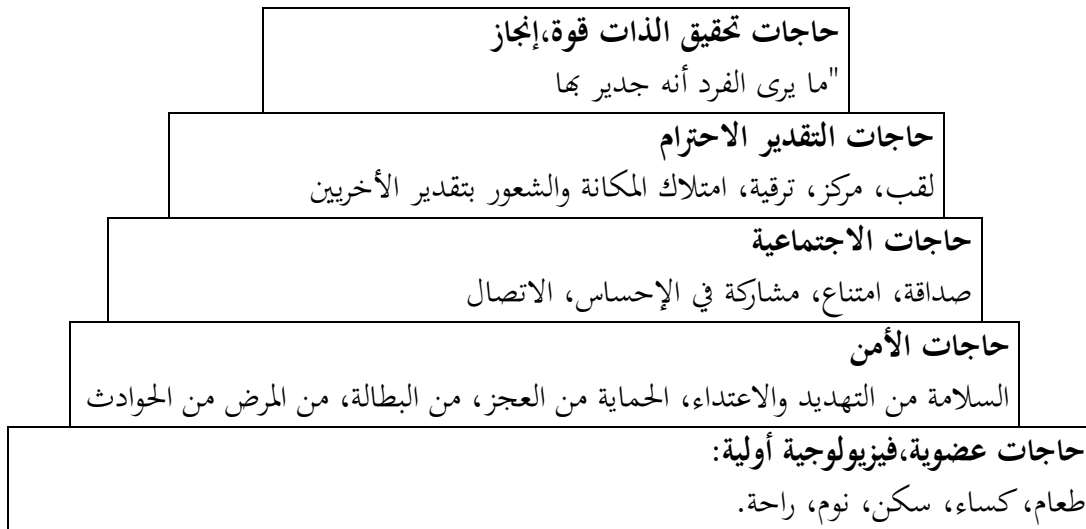 حاجات تحقيق الذات قوة،إنجاز
"ما يرى الفرد أنه جدير بها
حاجات التقدير الاحترام
لقب، مركز، ترقية، امتلاك المكانة والشعور بتقدير الأخريين
حاجات الاجتماعية
صداقة، امتناع، مشاركة في الإحساس، الاتصال
حاجات الأمن
السلامة من التهديد والاعتداء، الحماية من العجز، من البطالة، من المرض من الحوادث
حاجات عضوية،فيزيولوجية أولية:
طعام، كساء، سكن، نوم، راحة.